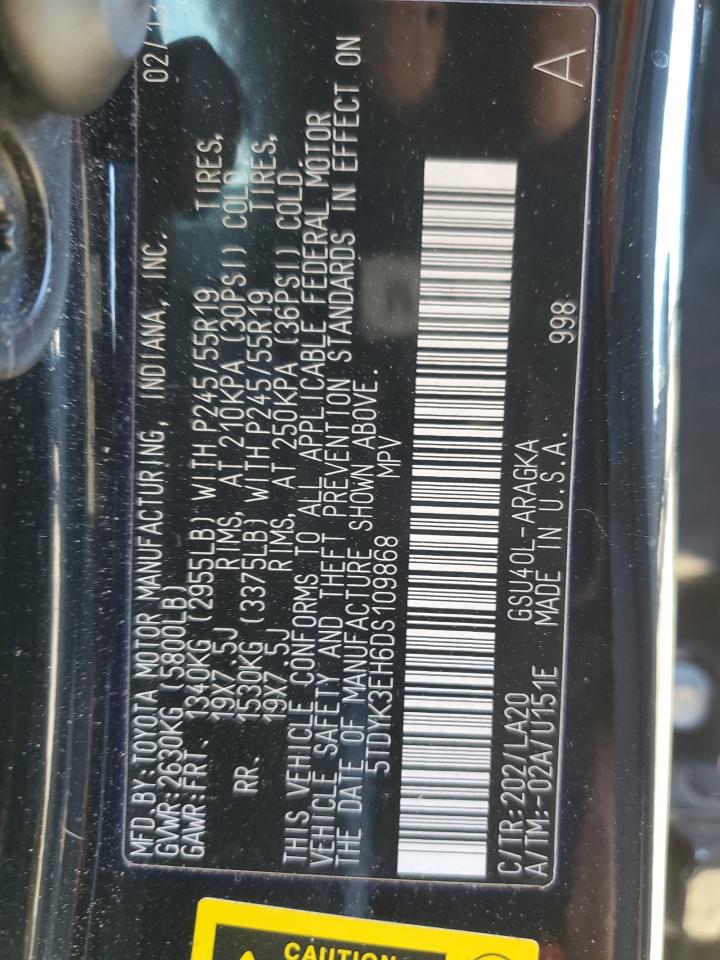 MFD.BY:TOYOTA MOTOR MANUFACTURING, INDIANA, INC. 02/13
GVWR:2630KG (5800LB)
GAWR:FRT. 1340KG (2955LB) WITH P245/55R19 TIRES,
19X7.5J RIMS, AT 210KPA (30PSI) COLD
RR. 1530KG (3375LB) WITH P245/55R19 TIRES,
19X7.5J RIMS, AT 250KPA (36PSI) COLD
THIS VEHICLE CONFORMS TO ALL APPLICABLE FEDERAL MOTOR
VEHICLE SAFETY AND THEFT PREVENTION STANDARDS IN EFFECT ON
THE DATE OF MANUFACTURE SHOWN ABOVE.
5TDYK3EH6DS109868 MPV
C/TR:202/LA20 GSU40L-ARAGKA 998 A
A/TM:-02A/U151E MADE IN U.S.A.
CAUTION